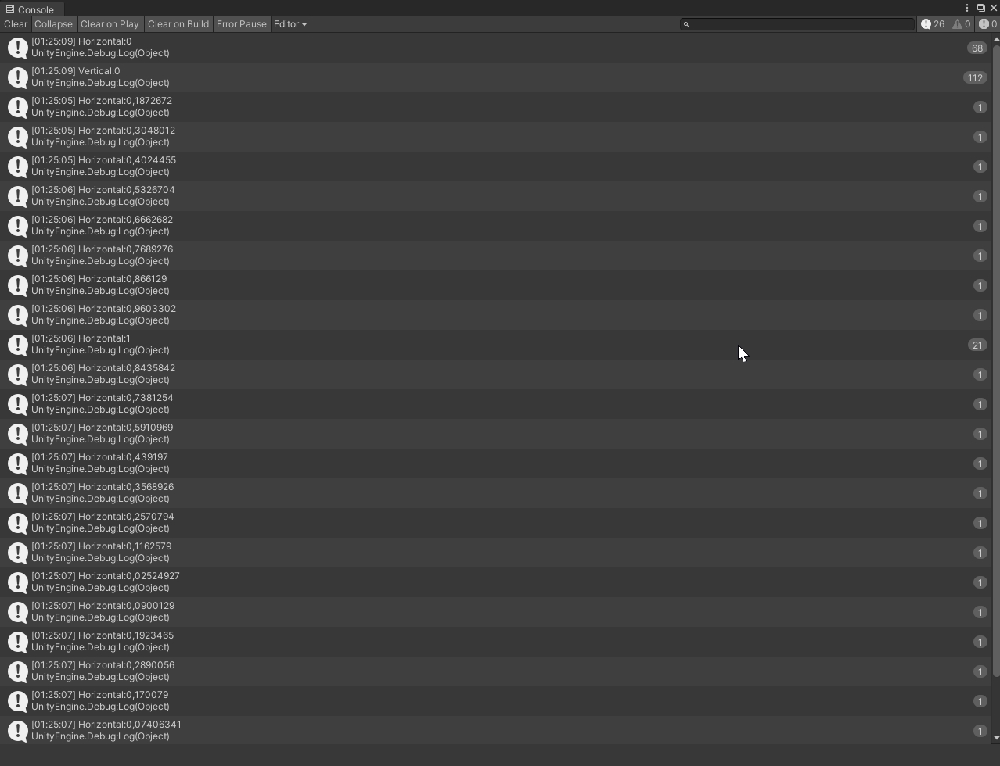 Console
Clear Collapse Clear on Play Clear on Build Error Pause Editor 26 0 0
[01:25:09] Horizontal:0
UnityEngine.Debug:Log(Object)
68
[01:25:09] Vertical:0
UnityEngine.Debug:Log(Object)
112
[01:25:05] Horizontal:0,1872672
UnityEngine.Debug:Log(Object)
1
[01:25:05] Horizontal:0,3048012
UnityEngine.Debug:Log(Object)
1
[01:25:05] Horizontal:0,4024455
UnityEngine.Debug:Log(Object)
1
[01:25:06] Horizontal:0,5326704
UnityEngine.Debug:Log(Object)
1
[01:25:06] Horizontal:0,6662682
UnityEngine.Debug:Log(Object)
1
[01:25:06] Horizontal:0,7689276
UnityEngine.Debug:Log(Object)
1
[01:25:06] Horizontal:0,866129
UnityEngine.Debug:Log(Object)
1
[01:25:06] Horizontal:0,9603302
UnityEngine.Debug:Log(Object)
1
[01:25:06] Horizontal:1
UnityEngine.Debug:Log(Object)
21
[01:25:06] Horizontal:0,8435842
UnityEngine.Debug:Log(Object)
1
[01:25:07] Horizontal:0,7381254
UnityEngine.Debug:Log(Object)
1
[01:25:07] Horizontal:0,5910969
UnityEngine.Debug:Log(Object)
1
[01:25:07] Horizontal:0,439197
UnityEngine.Debug:Log(Object)
1
[01:25:07] Horizontal:0,3568926
UnityEngine.Debug:Log(Object)
1
[01:25:07] Horizontal:0,2570794
UnityEngine.Debug:Log(Object)
1
[01:25:07] Horizontal:0,1162579
UnityEngine.Debug:Log(Object)
1
[01:25:07] Horizontal:0,02524927
UnityEngine.Debug:Log(Object)
1
[01:25:07] Horizontal:0,0900129
UnityEngine.Debug:Log(Object)
1
[01:25:07] Horizontal:0,1923465
UnityEngine.Debug:Log(Object)
1
[01:25:07] Horizontal:0,2890056
UnityEngine.Debug:Log(Object)
1
[01:25:07] Horizontal:0,170079
UnityEngine.Debug:Log(Object)
1
[01:25:07] Horizontal:0,07406341
UnityEngine.Debug:Log(Object)
1